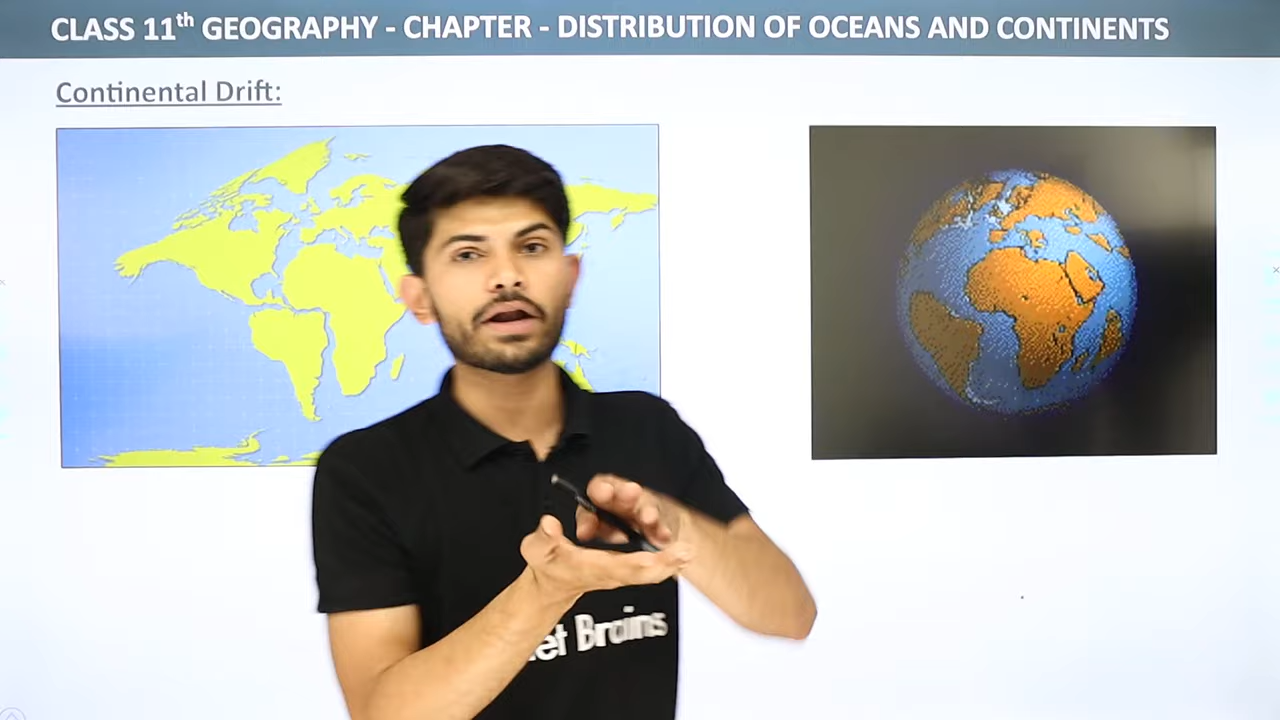 CLASS 11th GEOGRAPHY - CHAPTER - DISTRIBUTION OF OCEANS AND CONTINENTS
Continental Drift:
Brains